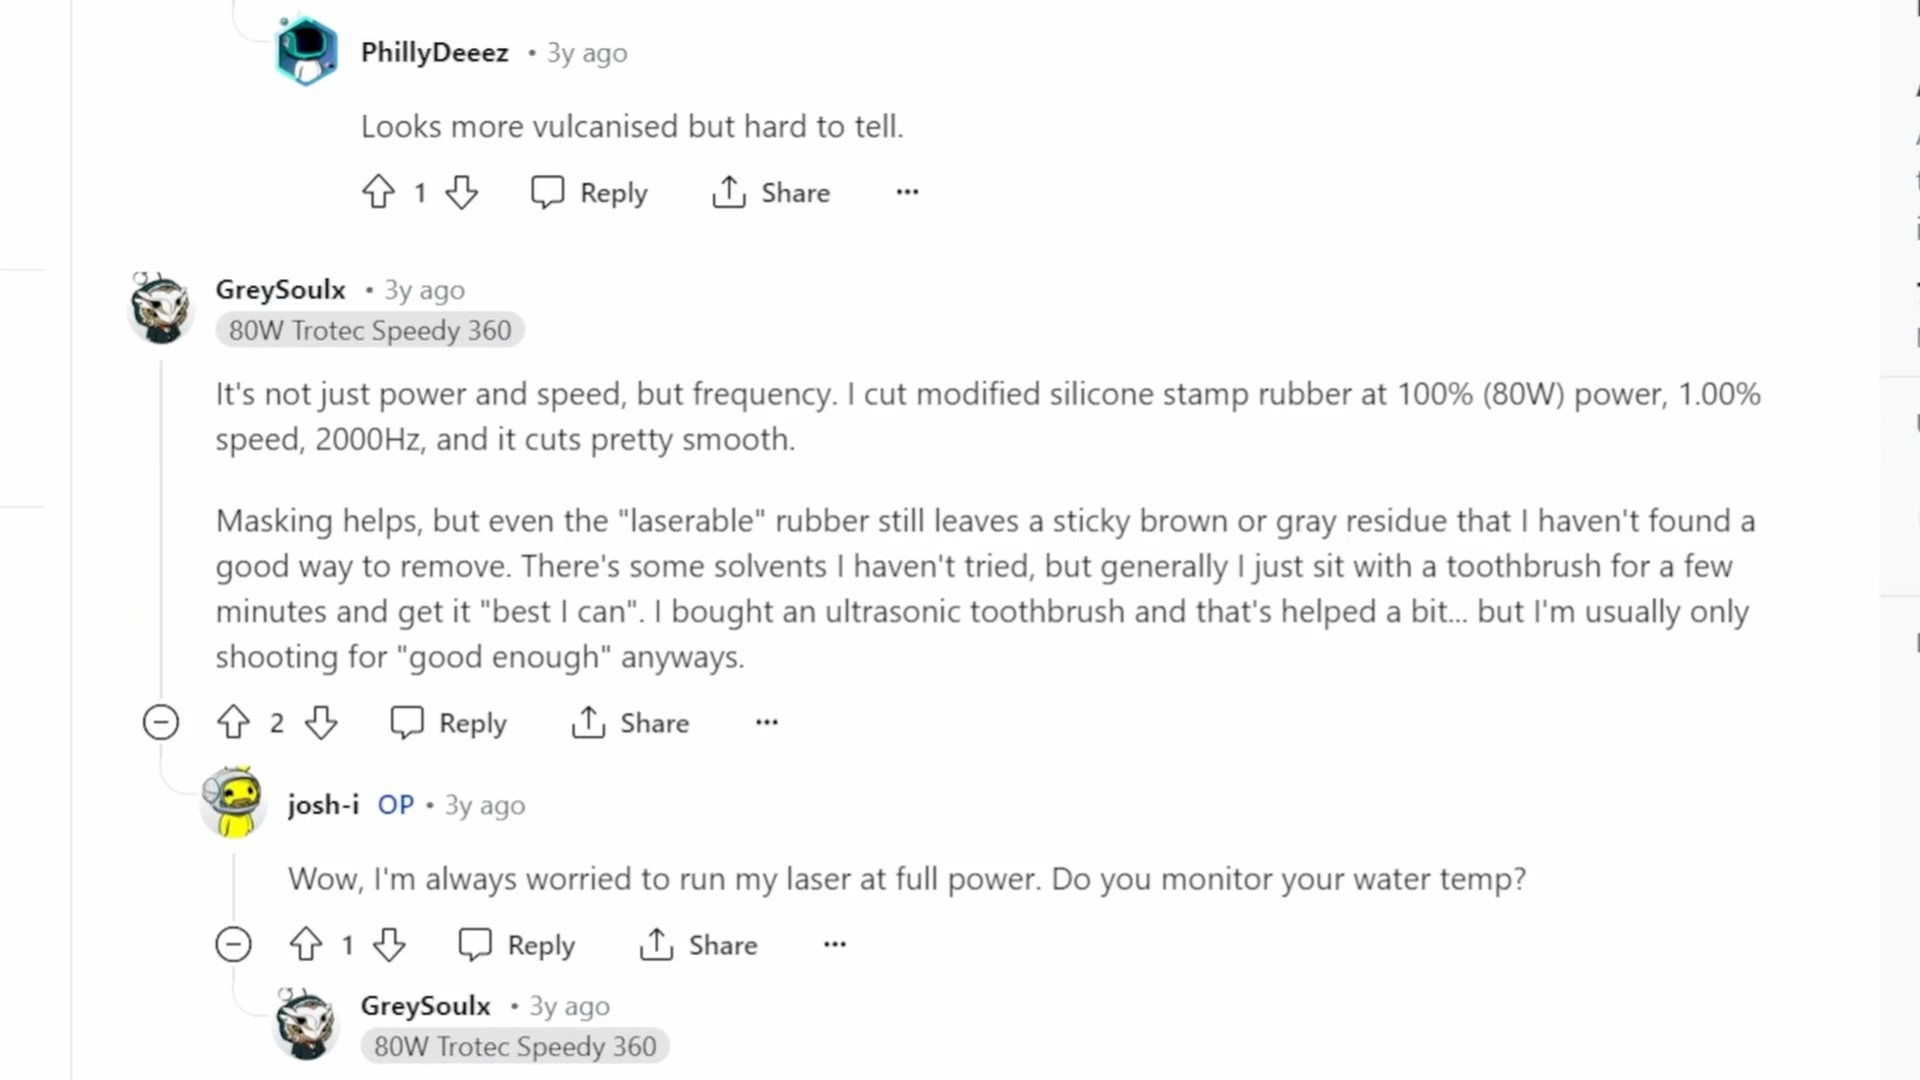 PhillyDeeez • 3y ago
Looks more vulcanised but hard to tell.
1 Reply Share ...
GreySoulx • 3y ago
80W Trotec Speedy 360
It's not just power and speed, but frequency. I cut modified silicone stamp rubber at 100% (80W) power, 1.00%
speed, 2000Hz, and it cuts pretty smooth.
Masking helps, but even the "laserable" rubber still leaves a sticky brown or gray residue that I haven't found a
good way to remove. There's some solvents I haven't tried, but generally I just sit with a toothbrush for a few
minutes and get it "best I can". I bought an ultrasonic toothbrush and that's helped a bit... but I'm usually only
shooting for "good enough" anyways.
2 Reply Share ...
josh-i OP • 3y ago
Wow, I'm always worried to run my laser at full power. Do you monitor your water temp?
1 Reply Share ...
GreySoulx • 3y ago
80W Trotec Speedy 360